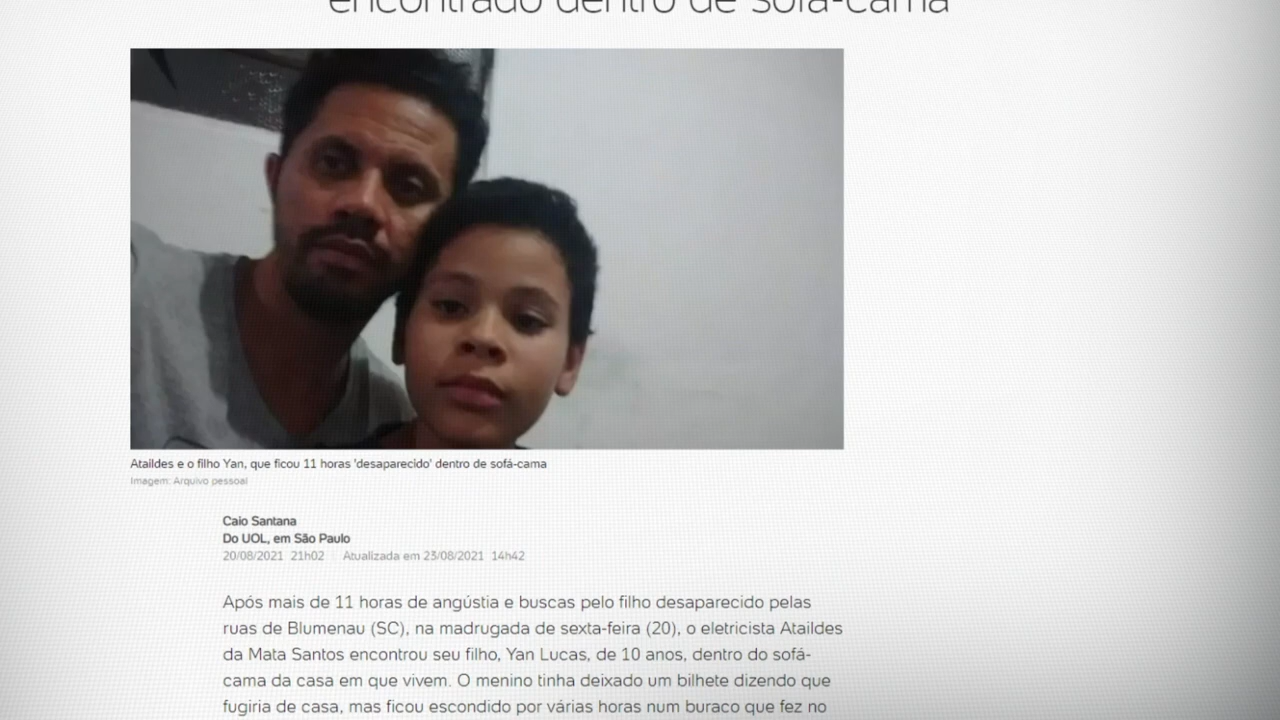 encontrado dentro de sofá-cama
Ataildes e o filho Yan, que ficou 11 horas 'desaparecido' dentro de sofá-cama
Imagem: Arquivo pessoal
Caio Santana
Do UOL, em São Paulo
20/08/2021 21h02 Atualizada em 23/08/2021 14h42
Após mais de 11 horas de angústia e buscas pelo filho desaparecido pelas
ruas de Blumenau (SC), na madrugada de sexta-feira (20), o eletricista Ataildes
da Mata Santos encontrou seu filho, Yan Lucas, de 10 anos, dentro do sofá-
cama da casa em que vivem. O menino tinha deixado um bilhete dizendo que
fugiria de casa, mas ficou escondido por várias horas num buraco que fez no